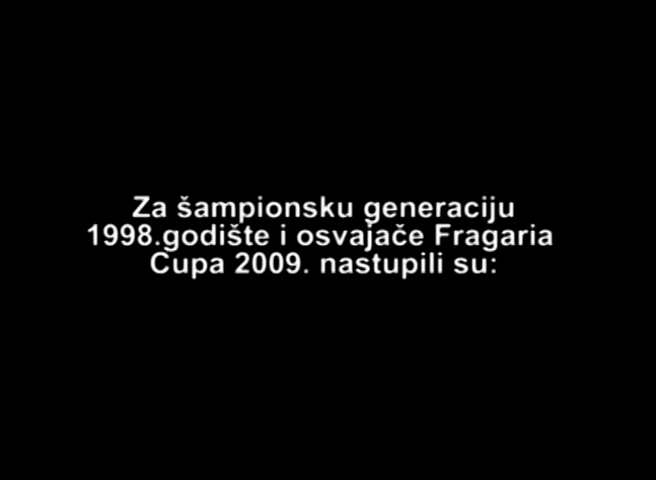 Za šampionsku generaciju
1998.godište i osvajače Fragaria
Cupa 2009. nastupili su: